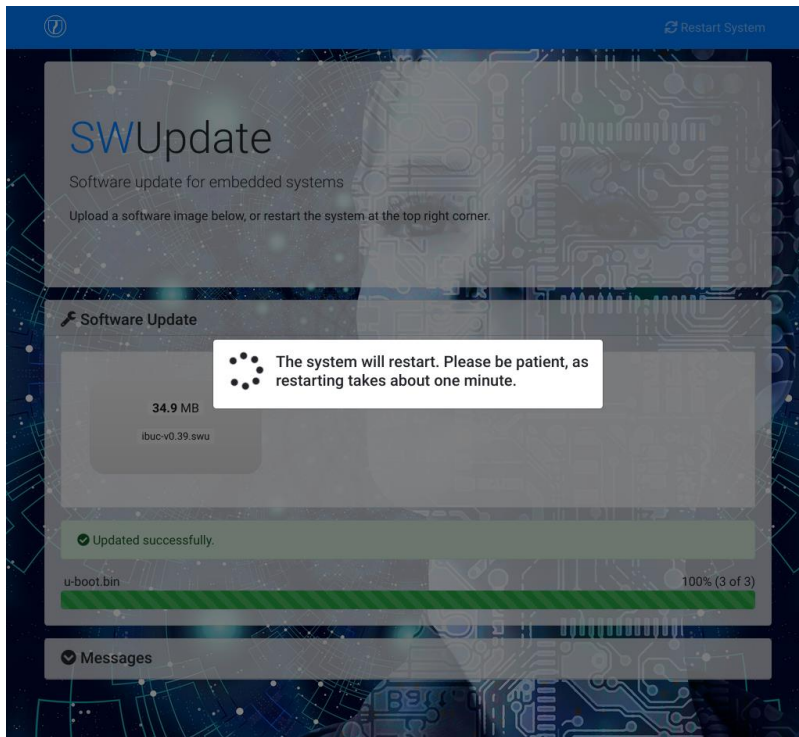 Restart System
SWUpdate
Software update for embedded systems
Upload a software image below, or restart the system at the top right corner.
Software Update
The system will restart. Please be patient, as
restarting takes about one minute.
34.9 MB
ibuc-v0.39.swu
Updated successfully.
u-boot.bin 100% (3 of 3)
Messages